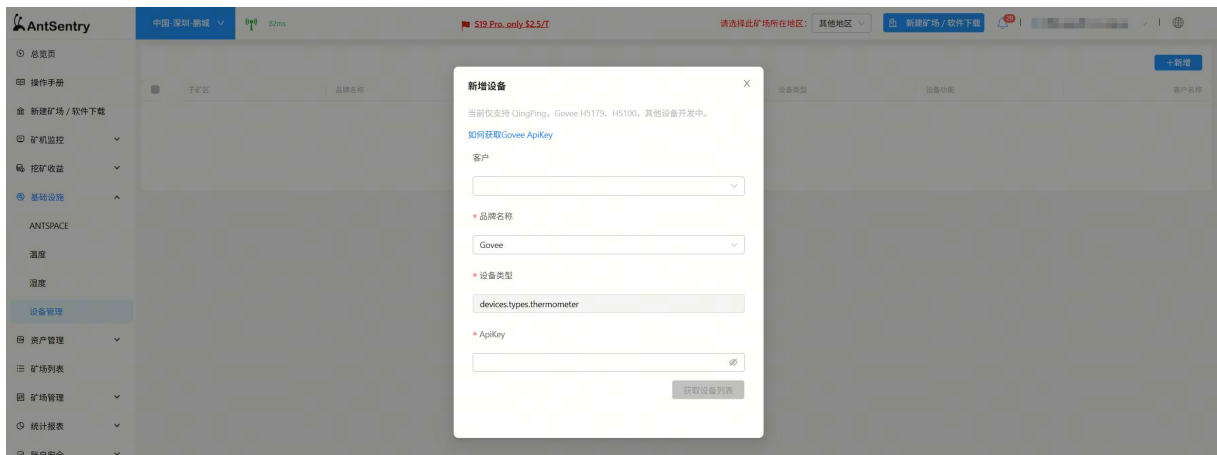 AntSentry
中国-深圳-鹏城
82ms
S19 Pro, only $2.5/T
请选择此矿场所在地区：
其他地区
新建矿场 / 软件下载
总览页
操作手册
新建矿场 / 软件下载
矿机监控
挖矿收益
基础设施
ANTSPACE
温度
湿度
设备管理
资产管理
矿场列表
矿场管理
统计报表
账户安全
+新增
子矿区
品牌名称
设备类型
设备功能
客户名称
新增设备
当前仅支持 QingPing，Govee H5179、H5100，其他设备开发中。
如何获取Govee ApiKey
客户
* 品牌名称
Govee
* 设备类型
devices.types.thermometer
* ApiKey
获取设备列表